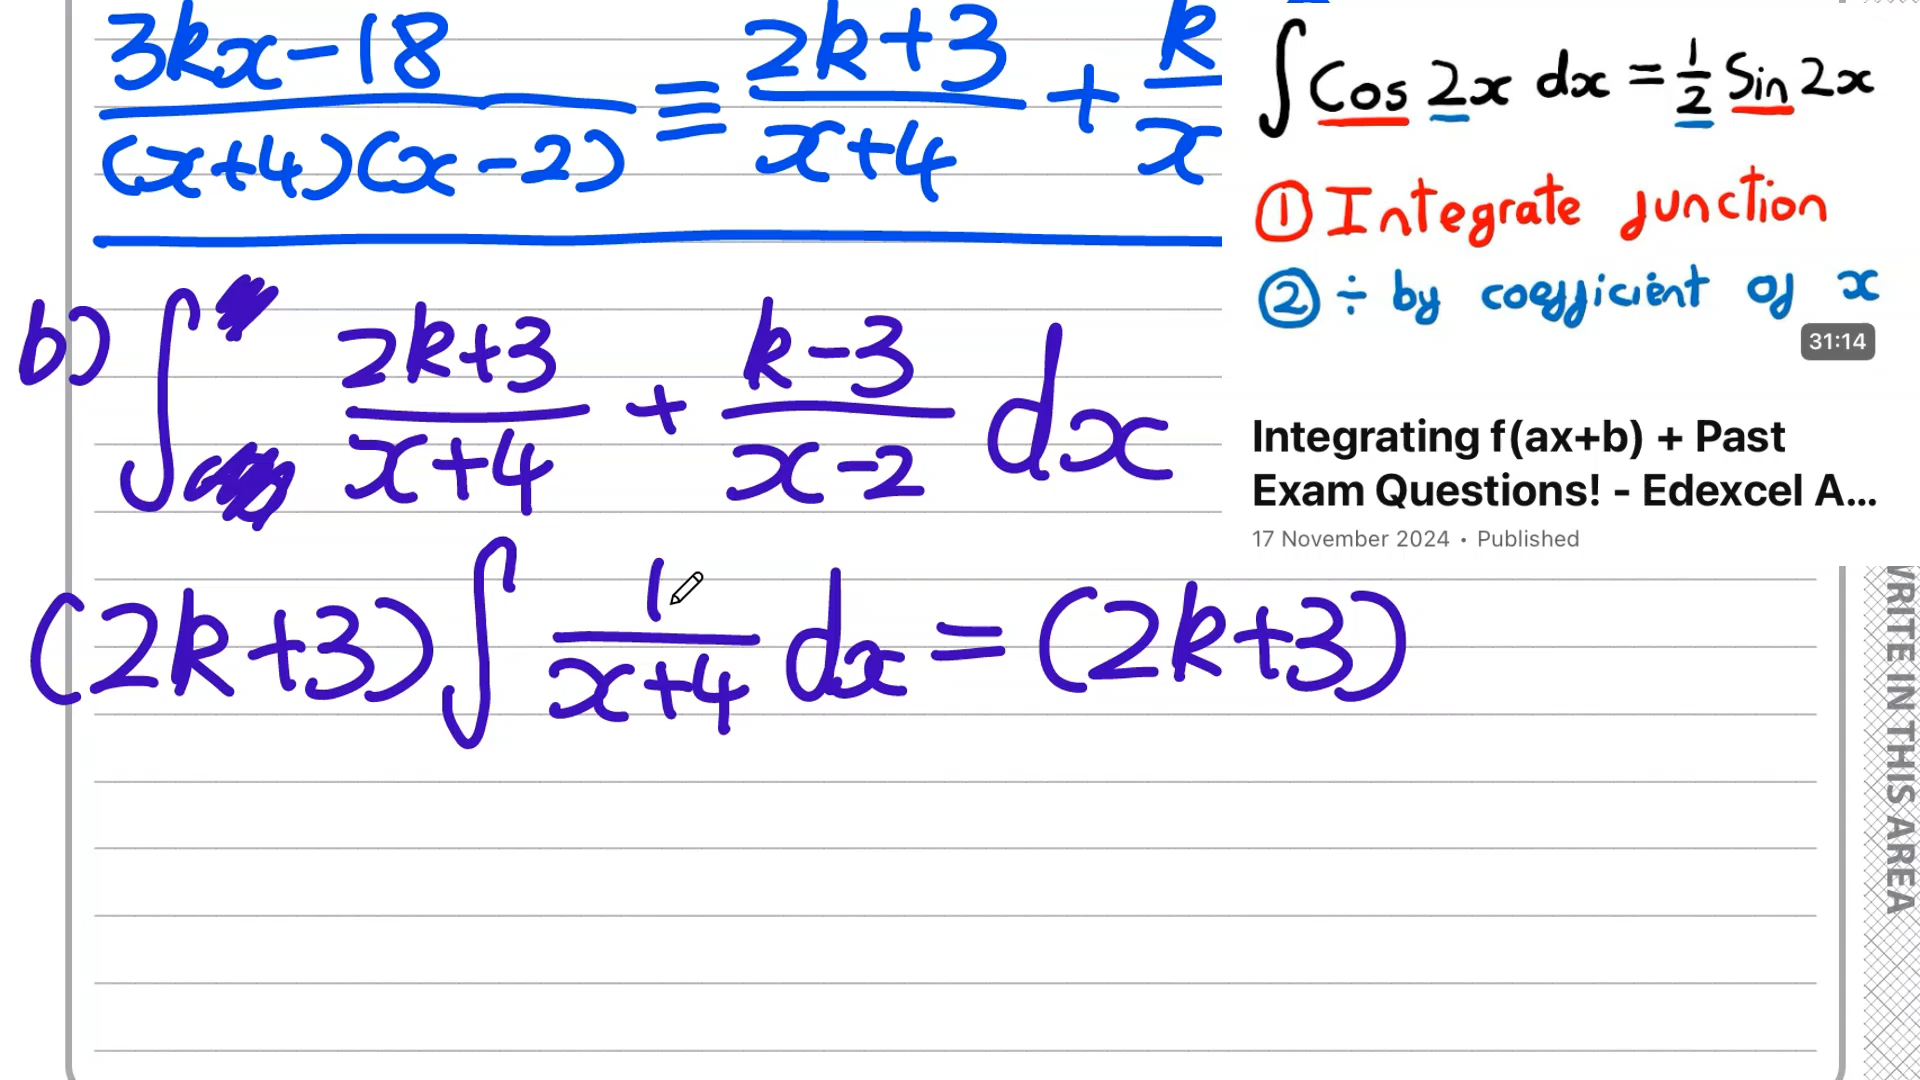 3kx-18/(x+4)(x-2) ≡ 2k+3/x+4 + k/x
b) ∫ 2k+3/x+4 + k-3/x-2 dx
(2k+3) ∫ 1/x+4 dx = (2k+3)
∫ Cos 2x dx = 1/2 Sin 2x
① Integrate function
② ÷ by coefficient of x
31:14
Integrating f(ax+b) + Past
Exam Questions! - Edexcel A...
17 November 2024 • Published
WRITE IN THIS AREA